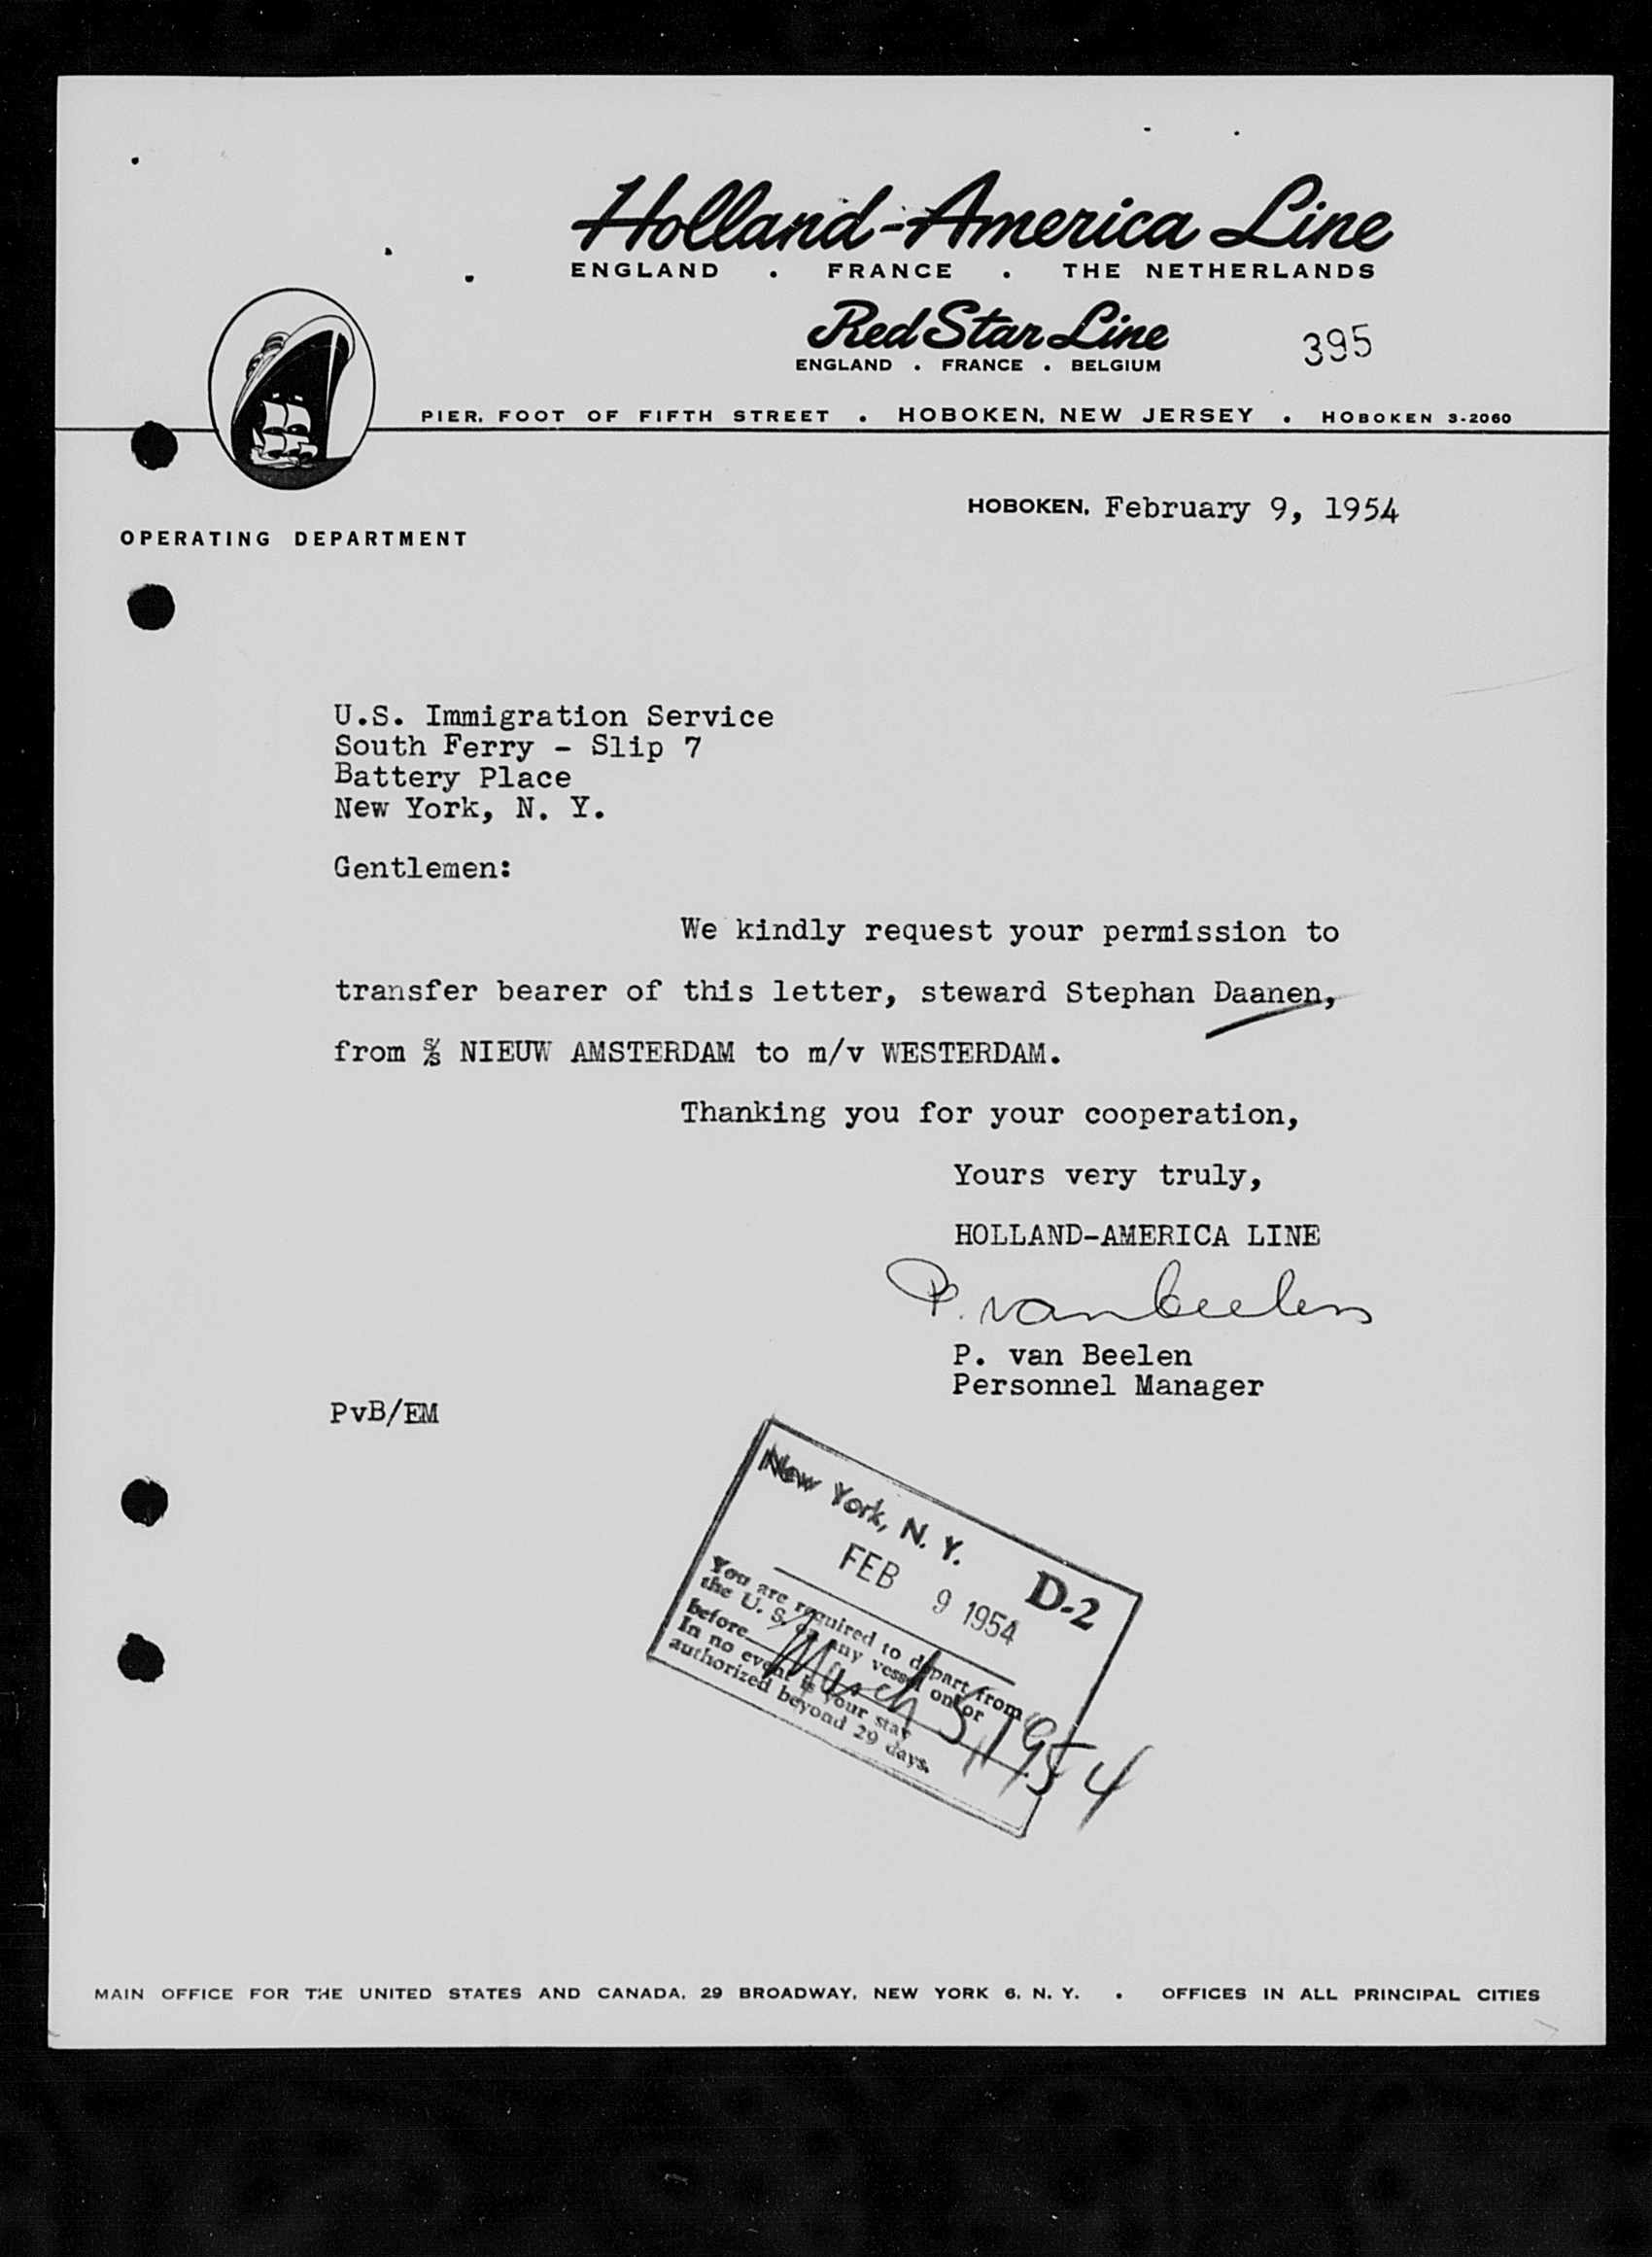 Holland-America Line
ENGLAND . FRANCE . THE NETHERLANDS
Red Star Line
ENGLAND . FRANCE . BELGIUM
395
PIER, FOOT OF FIFTH STREET . HOBOKEN, NEW JERSEY . HOBOKEN 3-2060
HOBOKEN, February 9, 1954
OPERATING DEPARTMENT
U.S. Immigration Service
South Ferry - Slip 7
Battery Place
New York, N. Y.
Gentlemen:
We kindly request your permission to
transfer bearer of this letter, steward Stephan Daanen,
from s/s NIEUW AMSTERDAM to m/v WESTERDAM.
Thanking you for your cooperation,
Yours very truly,
HOLLAND-AMERICA LINE
P. van Beelen
P. van Beelen
Personnel Manager
PvB/EM
New York, N. Y.
D-2
FEB 9 1954
You are required to depart from
the U. S. on any vessel on or
before March 5, 1954
In no event is your stay
authorized beyond 29 days.
MAIN OFFICE FOR THE UNITED STATES AND CANADA, 29 BROADWAY, NEW YORK 6, N. Y. . OFFICES IN ALL PRINCIPAL CITIES